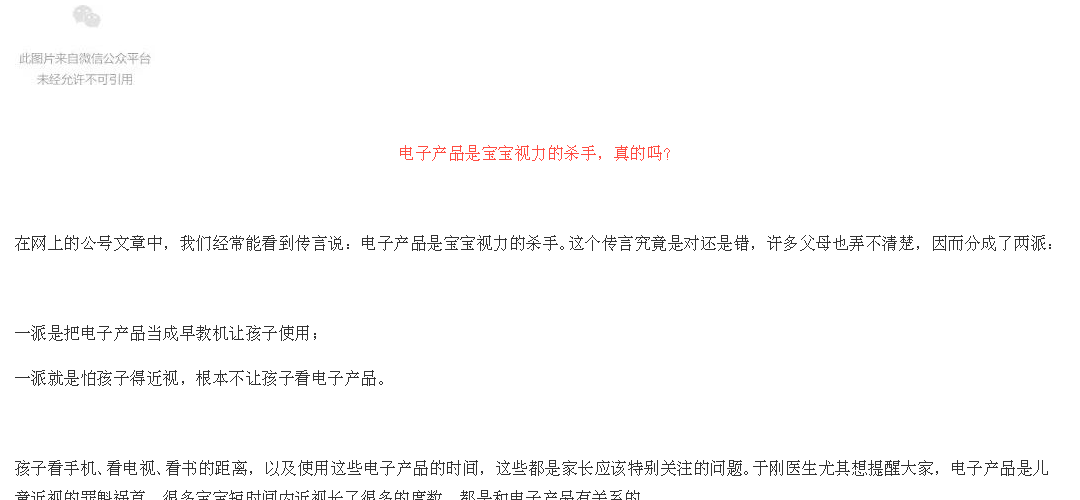 此图片来自微信公众平台
未经允许不可引用
电子产品是宝宝视力的杀手，真的吗？
在网上的公号文章中，我们经常能看到传言说：电子产品是宝宝视力的杀手。这个传言究竟是对还是错，许多父母也弄不清楚，因而分成了两派：
一派是把电子产品当成早教机让孩子使用；
一派就是怕孩子得近视，根本不让孩子看电子产品。
孩子看手机、看电视、看书的距离，以及使用这些电子产品的时间，这些都是家长应该特别关注的问题。于刚医生尤其想提醒大家，电子产品是儿
童近视的罪魁祸首，很多宝宝短时间内近视长了很多的度数，都是和电子产品有关系的